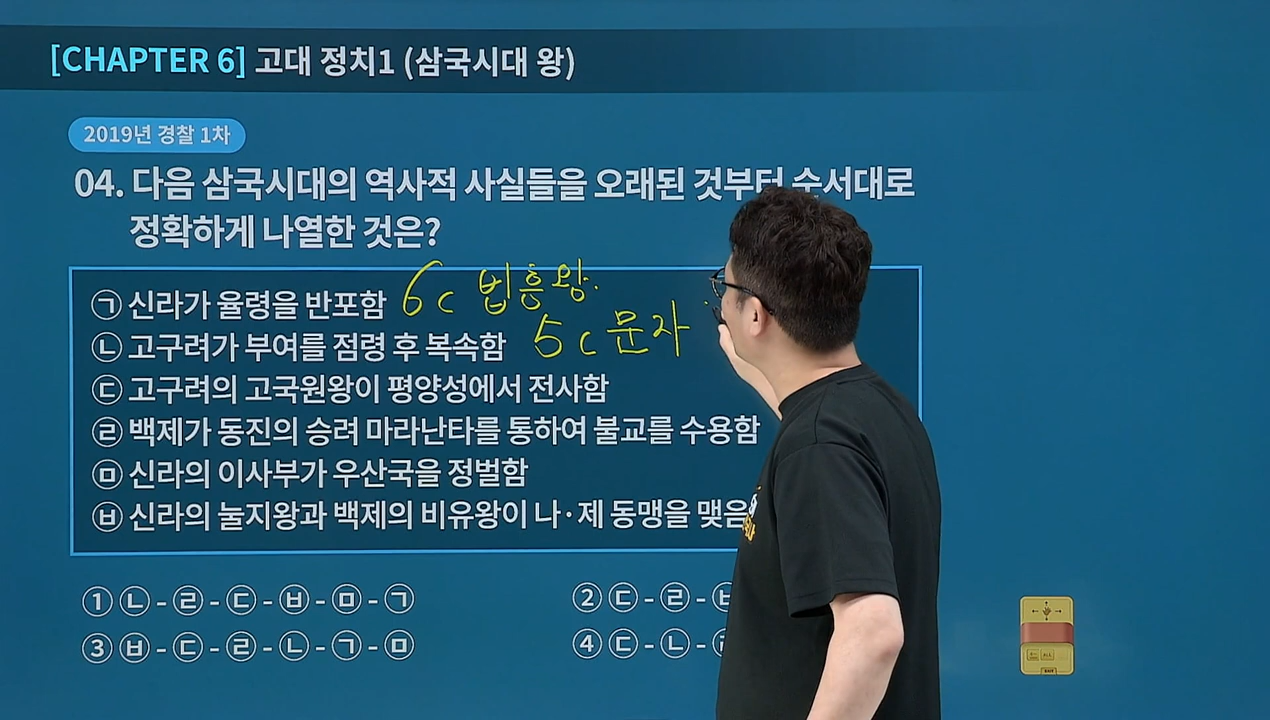 [CHAPTER 6] 고대 정치1 (삼국시대 왕)
2019년 경찰 1차
04. 다음 삼국시대의 역사적 사실들을 오래된 것부터 순서대로
정확하게 나열한 것은?
㉠ 신라가 율령을 반포함 6c 법흥왕.
㉡ 고구려가 부여를 점령 후 복속함 5c 문자
㉢ 고구려의 고국원왕이 평양성에서 전사함
㉣ 백제가 동진의 승려 마라난타를 통하여 불교를 수용함
㉤ 신라의 이사부가 우산국을 정벌함
㉥ 신라의 눌지왕과 백제의 비유왕이 나·제 동맹을 맺음
① ㉡-㉣-㉢-㉥-㉤-㉠ ② ㉢-㉣-㉥
③ ㉥-㉢-㉣-㉡-㉠-㉤ ④ ㉢-㉡-